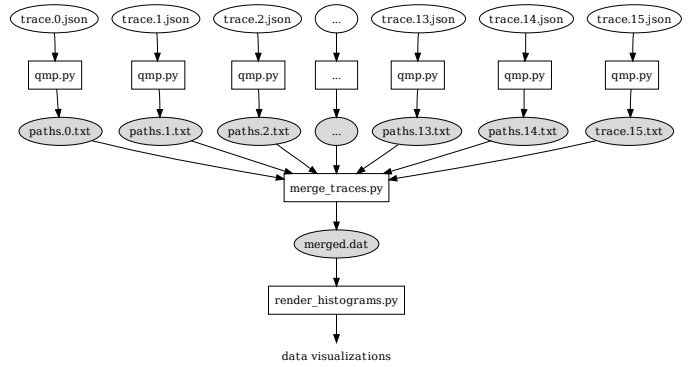 trace.0.json trace.1.json trace.2.json ... trace.13.json trace.14.json trace.15.json
qmp.py qmp.py qmp.py ... qmp.py qmp.py qmp.py
paths.0.txt paths.1.txt paths.2.txt ... paths.13.txt paths.14.txt trace.15.txt
merge_traces.py
merged.dat
render_histograms.py
data visualizations